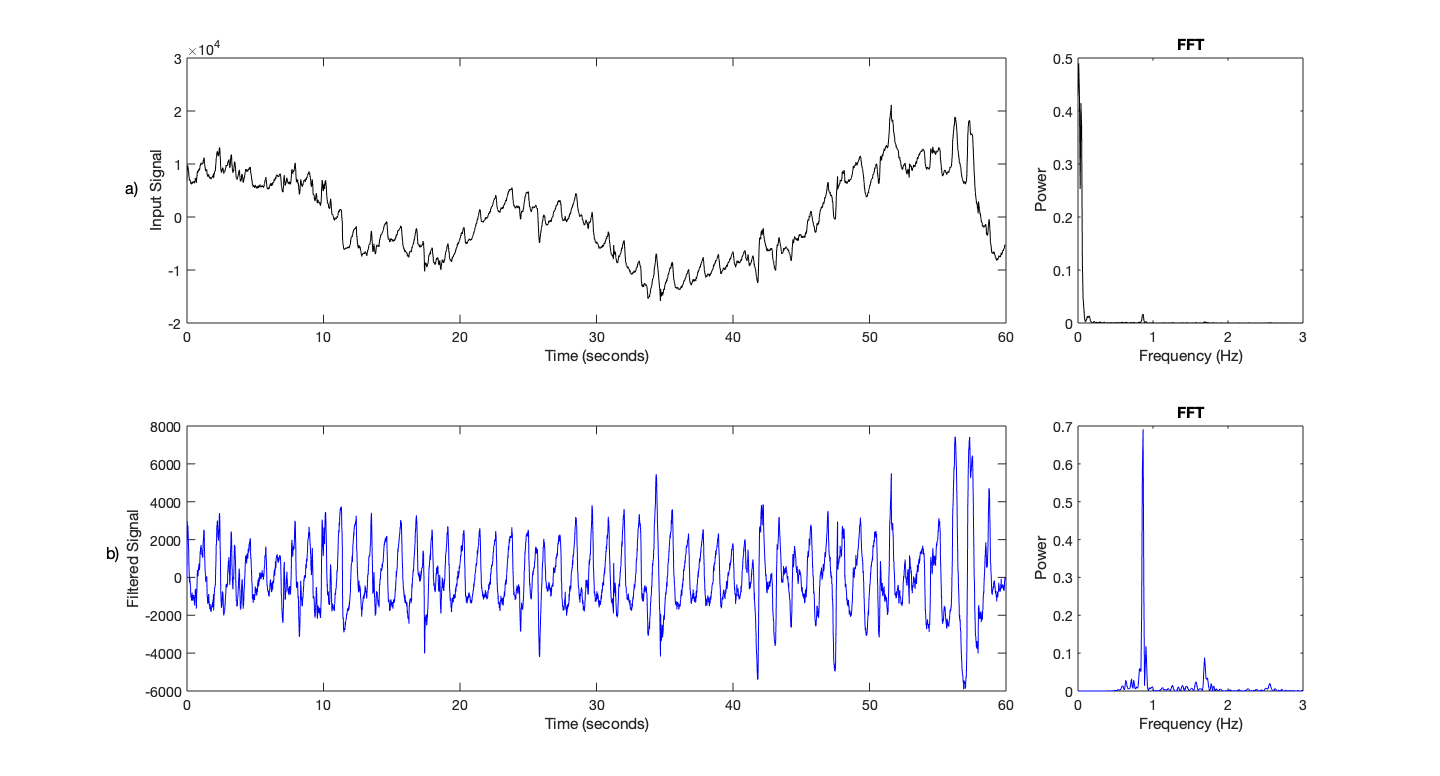 a)
×10⁴
3
2
1
0
-1
-2
Input Signal
0 10 20 30 40 50 60
Time (seconds)
FFT
0.5
0.4
0.3
0.2
0.1
0
Power
0 1 2 3
Frequency (Hz)
b)
8000
6000
4000
2000
0
-2000
-4000
-6000
Filtered Signal
0 10 20 30 40 50 60
Time (seconds)
FFT
0.7
0.6
0.5
0.4
0.3
0.2
0.1
0
Power
0 1 2 3
Frequency (Hz)